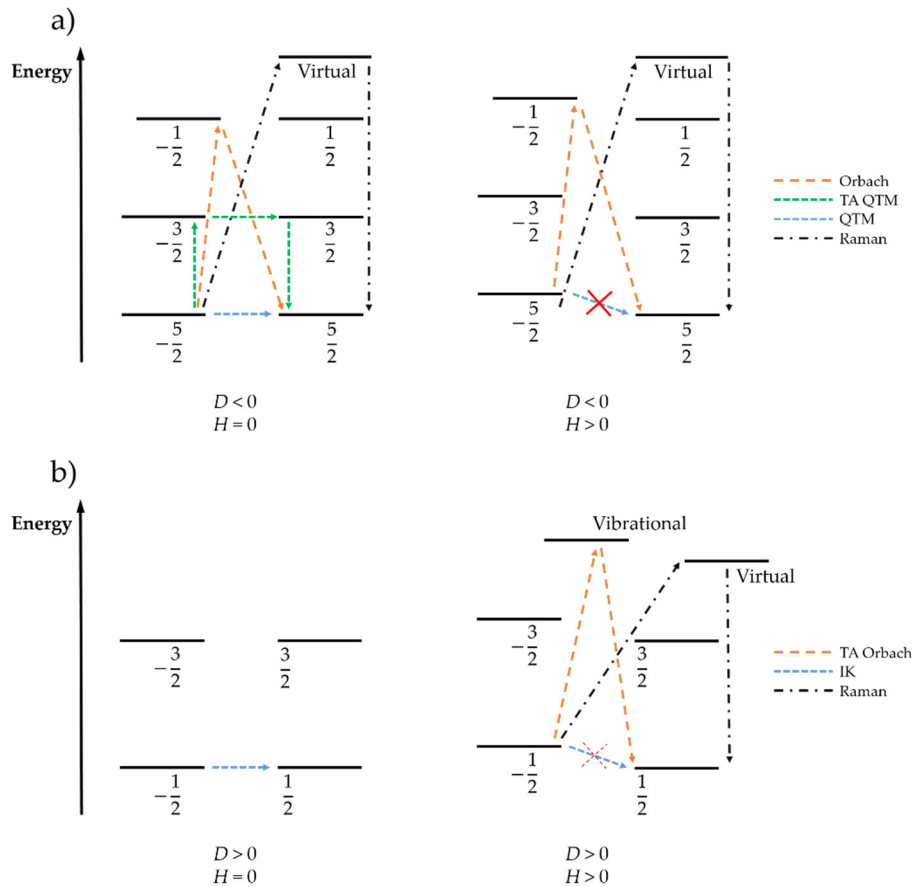 a)
Energy
Virtual
−1/2
1/2
−3/2
3/2
−5/2
5/2
D < 0
H = 0
Virtual
−1/2
1/2
−3/2
3/2
−5/2
5/2
D < 0
H > 0
Orbach
TA QTM
QTM
Raman
b)
Energy
−3/2
3/2
−1/2
1/2
D > 0
H = 0
Vibrational
Virtual
−3/2
3/2
−1/2
1/2
D > 0
H > 0
TA Orbach
IK
Raman